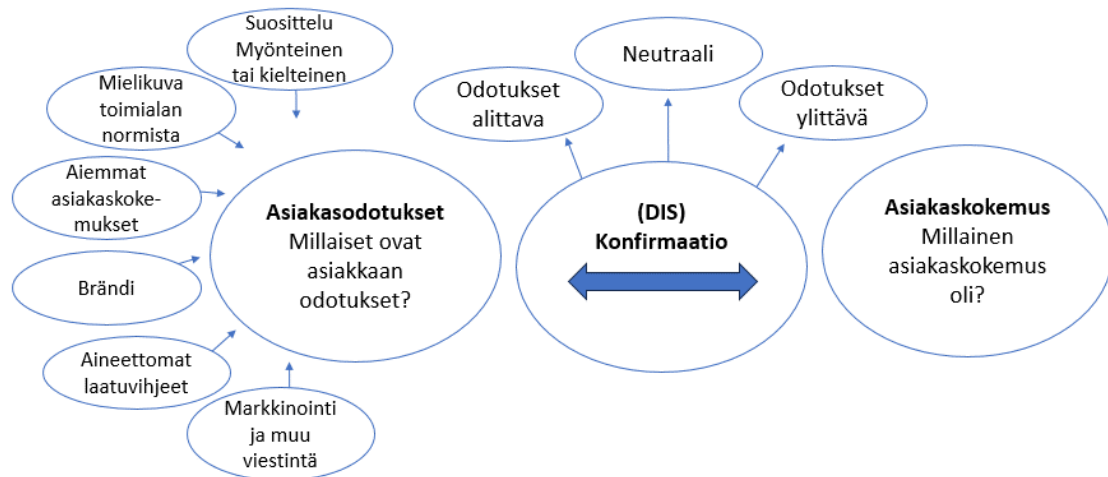 Suosittelu
Myönteinen
tai kielteinen
Mielikuva
toimialan
normista
Aiemmat
asiakaskoke-
mukset
Brändi
Aineettomat
laatuvihjeet
Markkinointi
ja muu
viestintä
Asiakasodotukset
Millaiset ovat
asiakkaan
odotukset?
Odotukset
alittava
Neutraali
Odotukset
ylittävä
(DIS)
Konfirmaatio
Asiakaskokemus
Millainen
asiakaskokemus
oli?